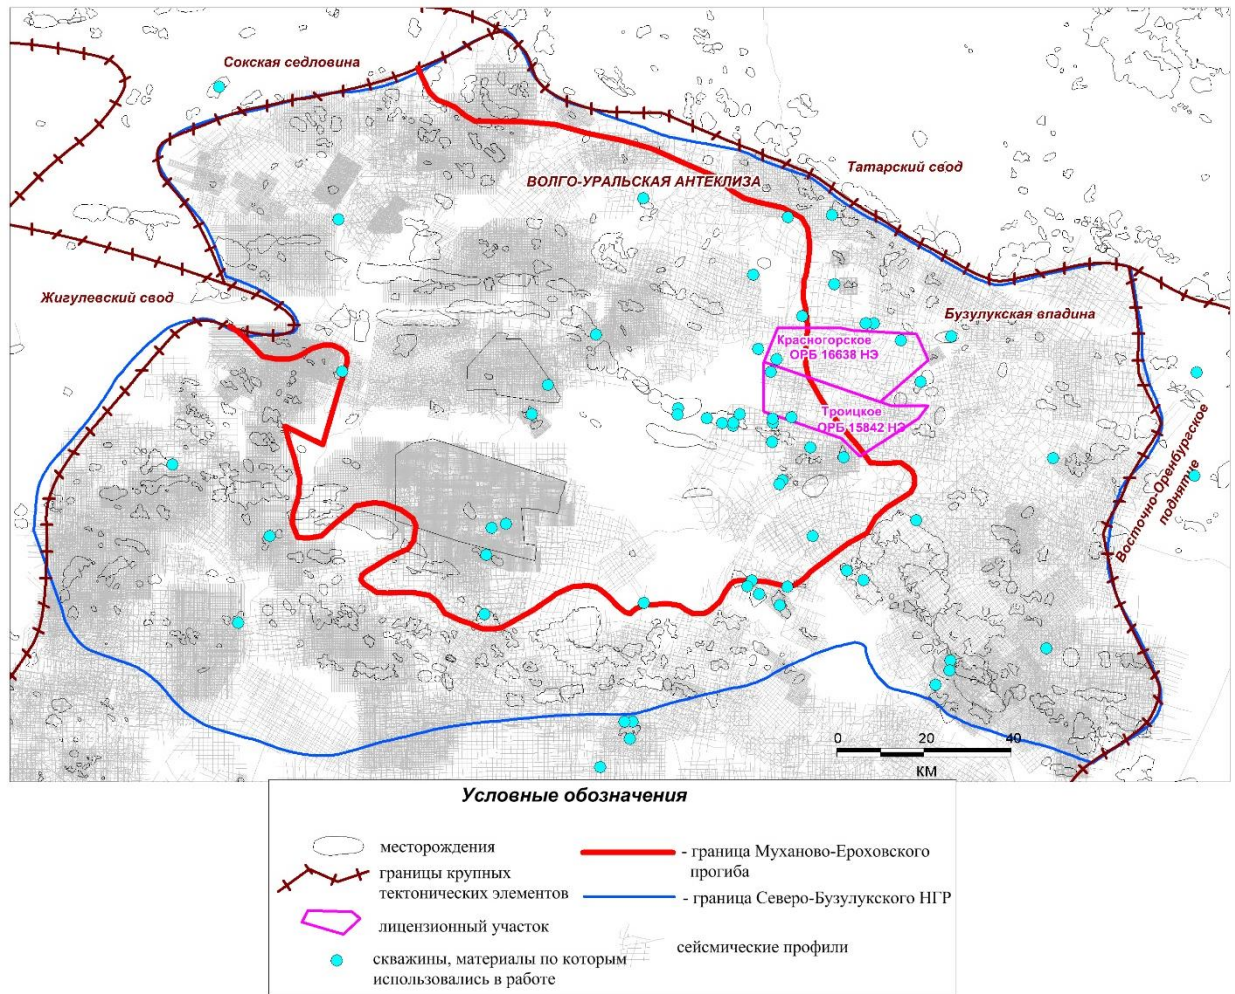 Сокская седловина
Татарский свод
ВОЛГО-УРАЛЬСКАЯ АНТЕКЛИЗА
Жигулевский свод
Бузулукская впадина
Красногорское
ОРБ 16638 НЭ
Троицкое
ОРБ 15842 НЭ
Восточно-Оренбургское
поднятие
0 20 40
км
Условные обозначения
месторождения
границы крупных
тектонических элементов
лицензионный участок
скважины, материалы по которым
использовались в работе
- граница Муханово-Ероховского
прогиба
- граница Северо-Бузулукского НГР
сейсмические профили